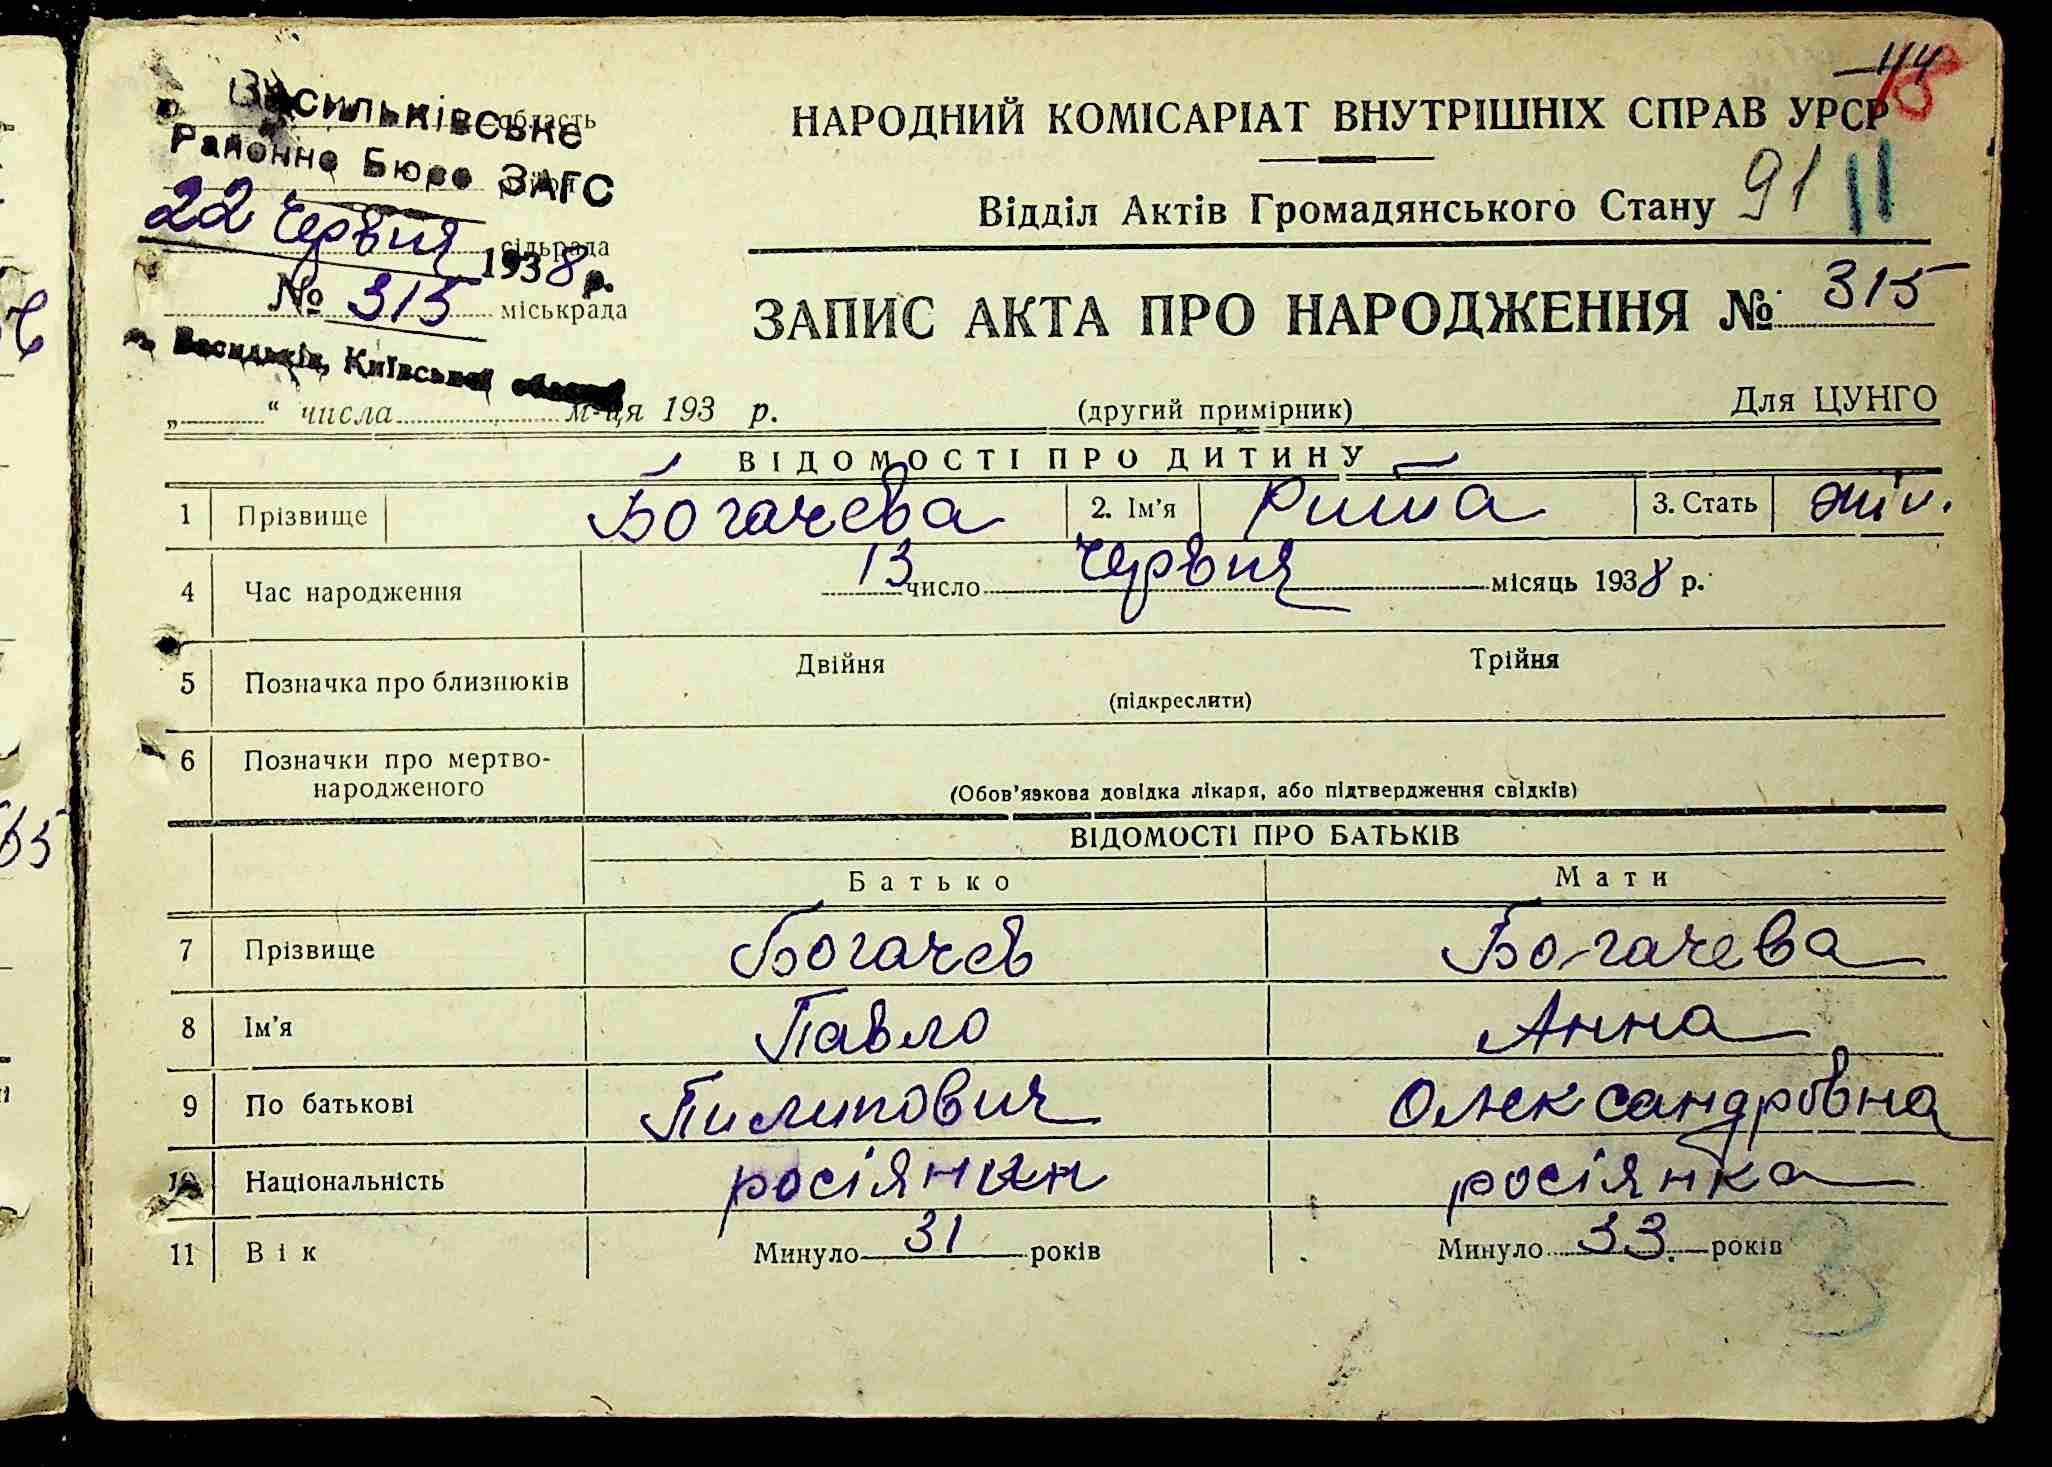 Васильківське область
Районне Бюро ЗАГС
22 червня сільрада
1938 р.
№ 315 міськрада
м. Васильків, Київської області
„ “ числа м-ця 193 р.
114
НАРОДНИЙ КОМІСАРІАТ ВНУТРІШНІХ СПРАВ УРСР
Відділ Актів Громадянського Стану 91 11
ЗАПИС АКТА ПРО НАРОДЖЕННЯ № 315
(другий примірник) Для ЦУНГО
ВІДОМОСТІ ПРО ДИТИНУ
1 Прізвище Богачева 2. Ім’я Рита 3. Стать жін.
4 Час народження 13 число червня місяць 1938 р.
5 Позначка про близнюків Двійня Трійня
(підкреслити)
6 Позначки про мертво-
народженого
(Обов’язкова довідка лікаря, або підтвердження свідків)
ВІДОМОСТІ ПРО БАТЬКІВ
Батько Мати
7 Прізвище Богачев Богачева
8 Ім’я Павло Анна
9 По батькові Пилипович Олександровна
10 Національність росіянин росіянка
11 Вік Минуло 31 років Минуло 33. років